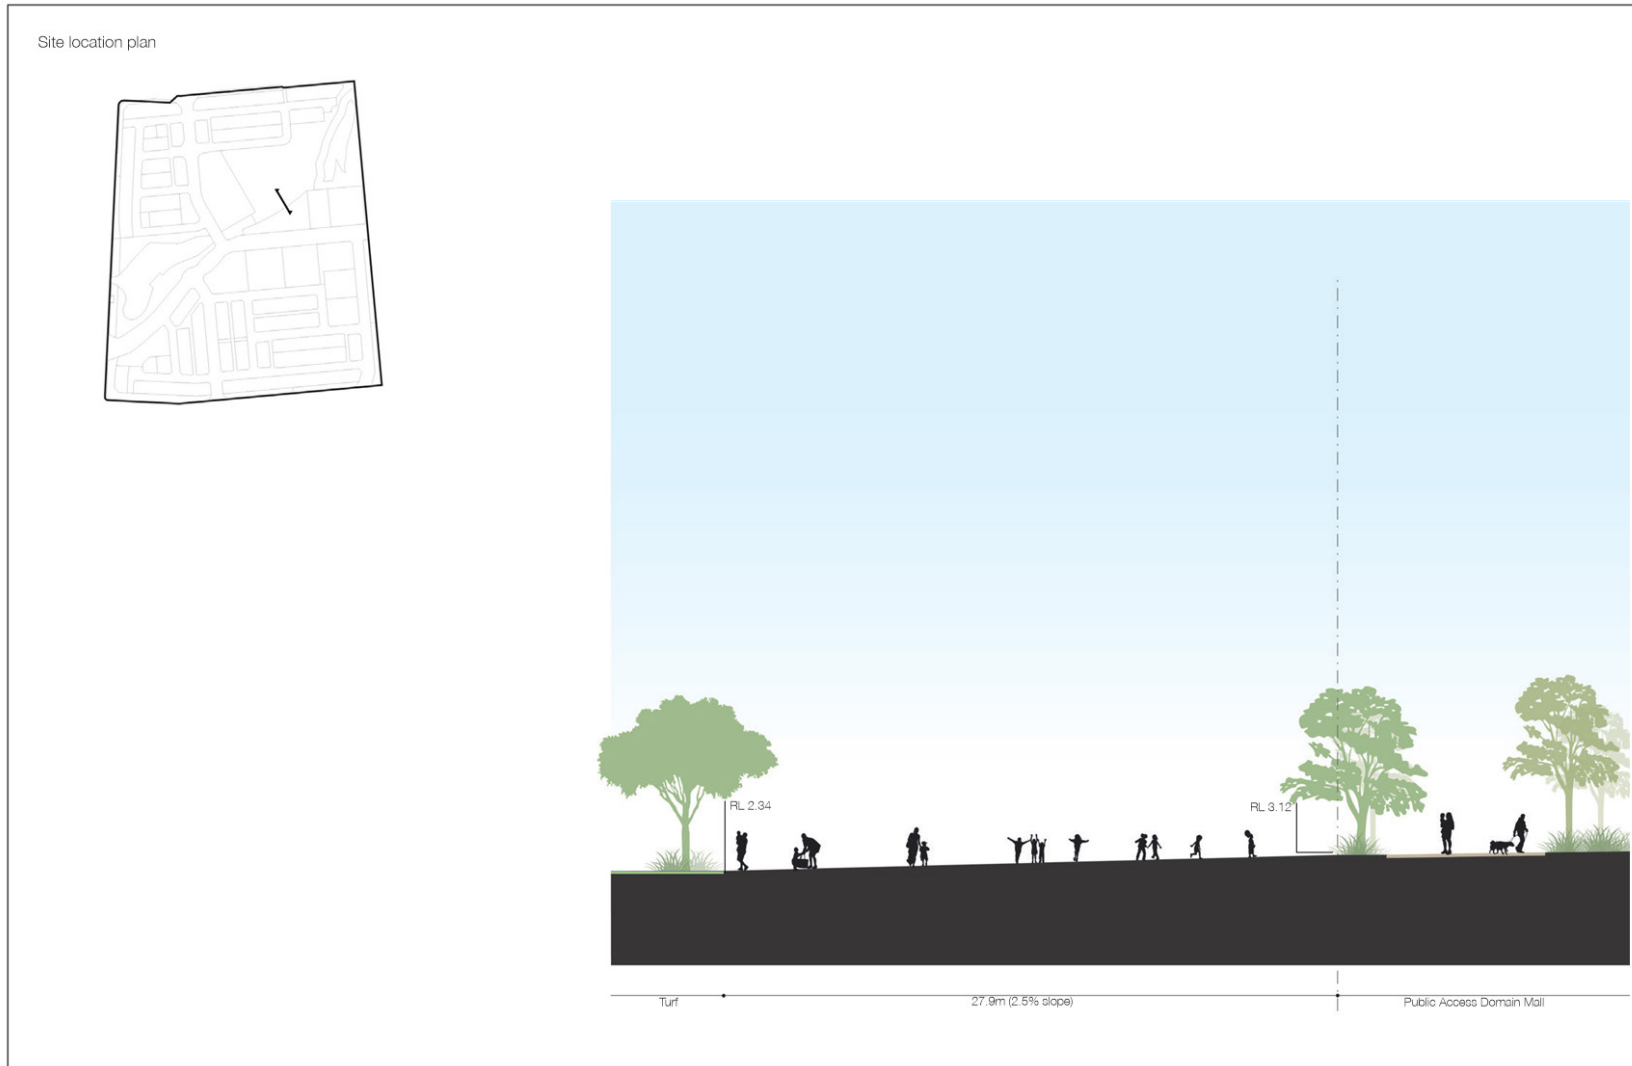 Site location plan
RL 2.34
RL 3.12
Turf
27.9m (2.5% slope)
Public Access Domain Mall